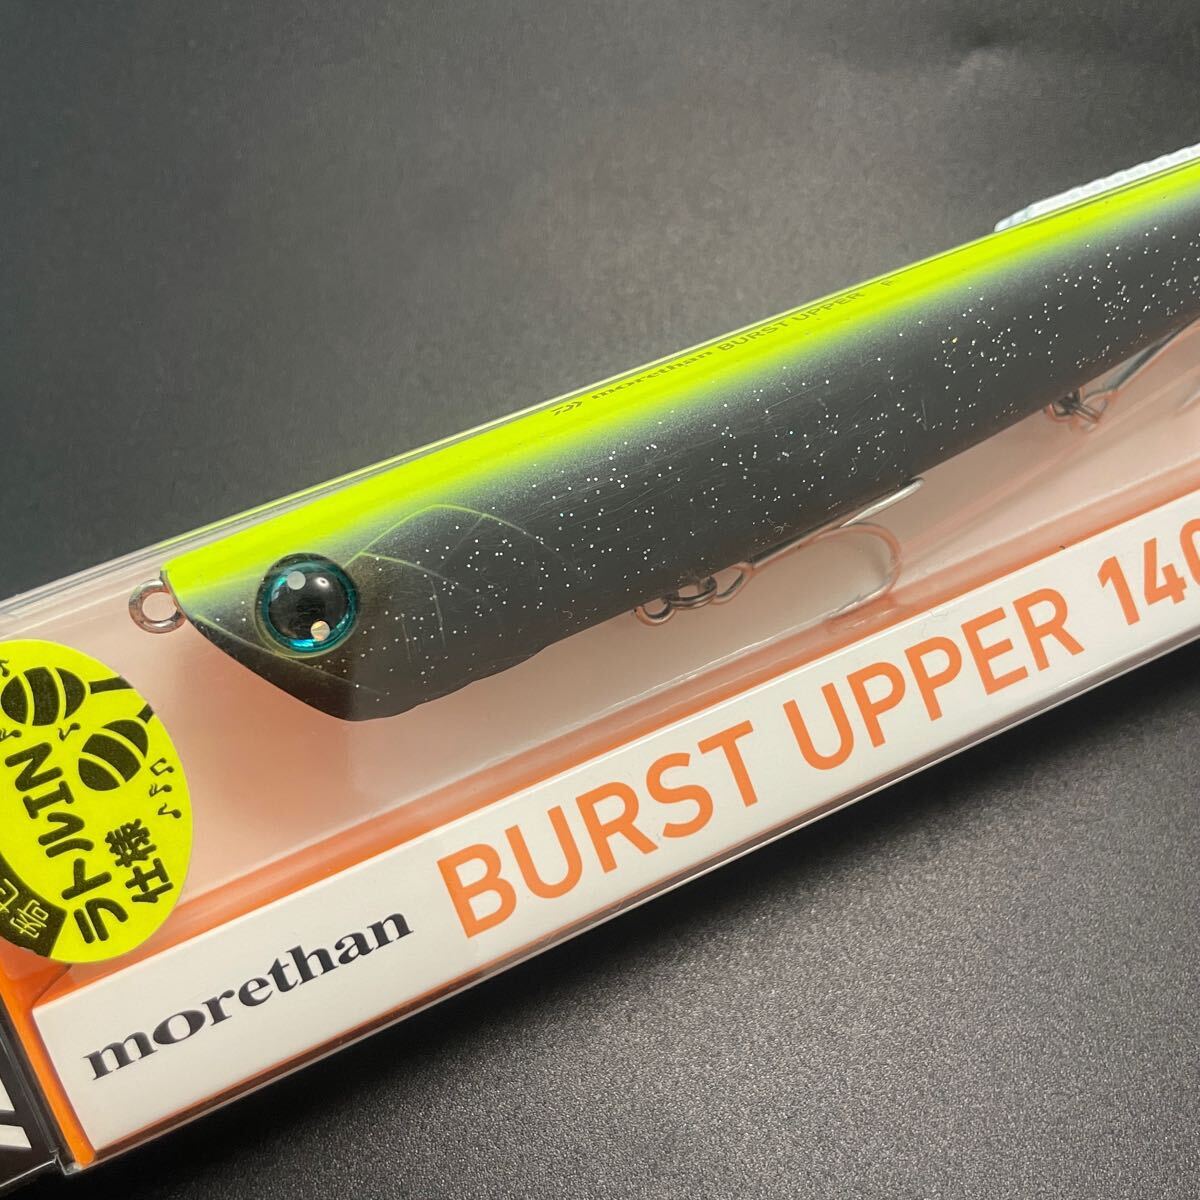 morethan BURST UPPER F
ラトルIN
仕様
morethan BURST UPPER 140